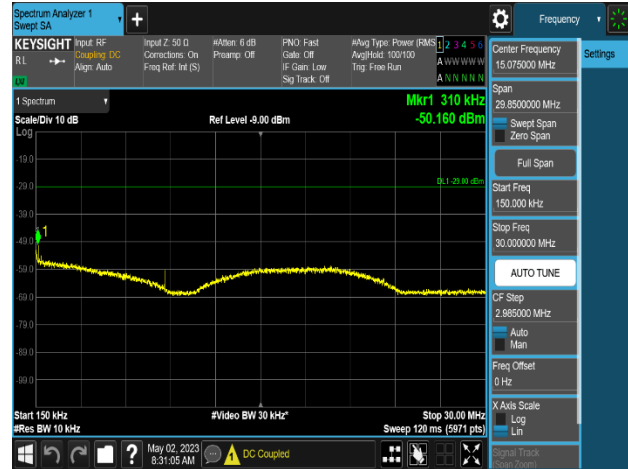 Spectrum Analyzer 1
Swept SA
+
Frequency
KEYSIGHT
Input: RF
Input Z: 50 Ω
#Atten: 6 dB
PNO: Fast
#Avg Type: Power (RMS
1 2 3 4 5 6
RL
Coupling: DC
Corrections: On
Preamp: Off
Gate: Off
Avg|Hold: 100/100
A WW WW W
Align: Auto
Freq Ref: Int (S)
IF Gain: Low
Trig: Free Run
Sig Track: Off
A N N N N N
LW
1 Spectrum
Mkr1 310 kHz
Scale/Div 10 dB
Ref Level -9.00 dBm
-50.160 dBm
Log
-19.0
DL1 -29.00 dBm
-29.0
-39.0
1
-49.0
-59.0
-69.0
-79.0
-89.0
-99.0
Start 150 kHz
#Video BW 30 kHz*
Stop 30.00 MHz
#Res BW 10 kHz
Sweep 120 ms (5971 pts)
?
May 02, 2023
8:31:05 AM
DC Coupled
Center Frequency
15.075000 MHz
Settings
Span
29.8500000 MHz
Swept Span
Zero Span
Full Span
Start Freq
150.000 kHz
Stop Freq
30.000000 MHz
AUTO TUNE
CF Step
2.985000 MHz
Auto
Man
Freq Offset
0 Hz
X Axis Scale
Log
Lin
Signal Track
(Span Zoom)